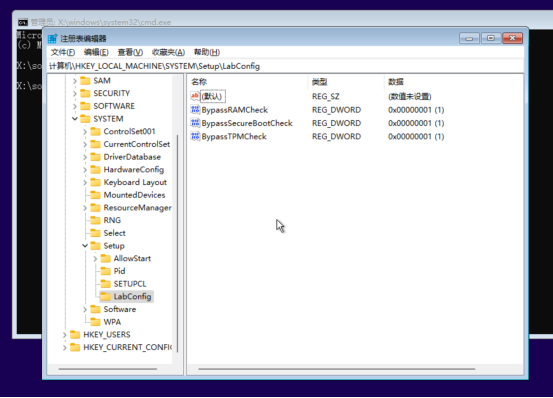 管理员: X:\windows\system32\cmd.exe
注册表编辑器
文件(F) 编辑(E) 查看(V) 收藏夹(A) 帮助(H)
计算机\HKEY_LOCAL_MACHINE\SYSTEM\Setup\LabConfig
Micro
(c) M
X:\so
X:\so
SAM
SECURITY
SOFTWARE
SYSTEM
ControlSet001
CurrentControlSet
DriverDatabase
HardwareConfig
Keyboard Layout
MountedDevices
ResourceManager
RNG
Select
Setup
AllowStart
Pid
SETUPCL
LabConfig
Software
WPA
HKEY_USERS
HKEY_CURRENT_CONFI
名称 类型 数据
(默认) REG_SZ (数值未设置)
BypassRAMCheck REG_DWORD 0x00000001 (1)
BypassSecureBootCheck REG_DWORD 0x00000001 (1)
BypassTPMCheck REG_DWORD 0x00000001 (1)